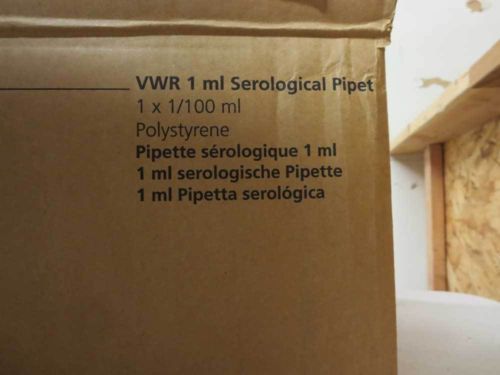 VWR 1 ml Serological Pipet
1 x 1/100 ml
Polystyrene
Pipette sérologique 1 ml
1 ml serologische Pipette
1 ml Pipetta serológica